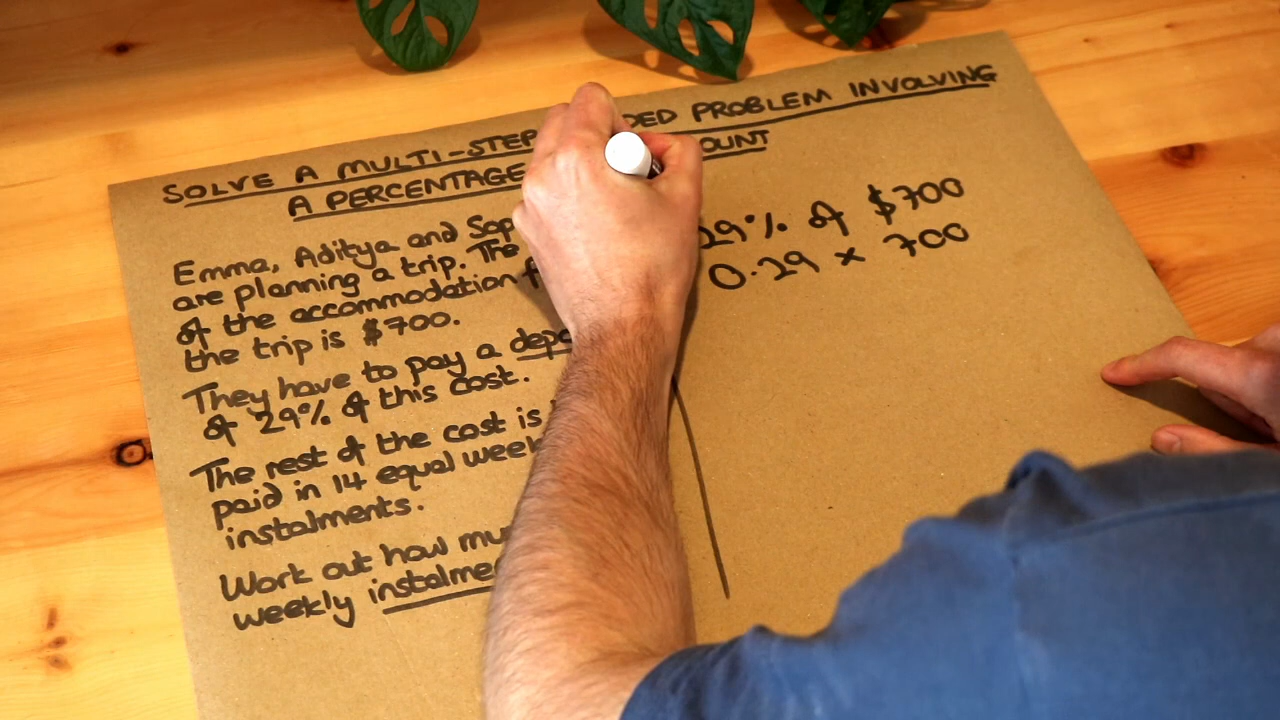 SOLVE A MULTI-STEP PROBLEM INVOLVING
A PERCENTAGE
Emma, Aditya and
are planning a trip. The
of the accommodation
the trip is $700.
They have to pay a
of 29% of this cost.
The rest of the cost is
paid in 14 equal
instalments.
Work out how
weekly
29% of $700
0.29 × 700